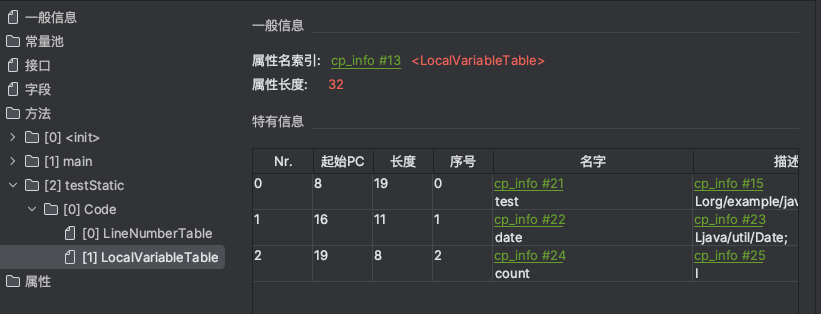 一般信息
常量池
接口
字段
方法
[0] <init>
[1] main
[2] testStatic
[0] Code
[0] LineNumberTable
[1] LocalVariableTable
属性
一般信息
属性名索引: cp_info #13 <LocalVariableTable>
属性长度: 32
特有信息
Nr. 起始PC 长度 序号 名字 描述
0 8 19 0 cp_info #21 cp_info #15
test Lorg/example/jav
1 16 11 1 cp_info #22 cp_info #23
date Ljava/util/Date;
2 19 8 2 cp_info #24 cp_info #25
count I